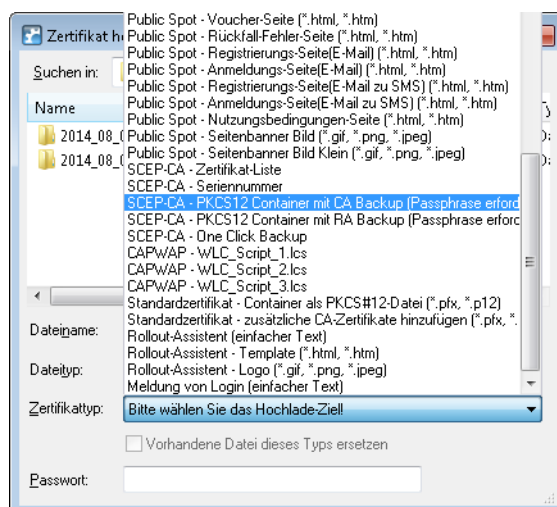 Zertifikat h
Public Spot - Voucher-Seite (*.html, *.htm)
Public Spot - Rückfall-Fehler-Seite (*.html, *.htm)
Public Spot - Registrierungs-Seite(E-Mail) (*.html, *.htm)
Public Spot - Anmeldungs-Seite(E-Mail) (*.html, *.htm)
Public Spot - Registrierungs-Seite(E-Mail zu SMS) (*.html, *.htm)
Public Spot - Anmeldungs-Seite(E-Mail zu SMS) (*.html, *.htm)
Public Spot - Nutzungsbedingungen-Seite (*.html, *.htm)
Public Spot - Seitenbanner Bild (*.gif, *.png, *.jpeg)
Public Spot - Seitenbanner Bild Klein (*.gif, *.png, *.jpeg)
SCEP-CA - Zertifikat-Liste
SCEP-CA - Seriennummer
SCEP-CA - PKCS12 Container mit CA Backup (Passphrase erford
SCEP-CA - PKCS12 Container mit RA Backup (Passphrase erforc
SCEP-CA - One Click Backup
CAPWAP - WLC_Script_1.lcs
CAPWAP - WLC_Script_2.lcs
CAPWAP - WLC_Script_3.lcs
Standardzertifikat - Container als PKCS#12-Datei (*.pfx, *.p12)
Standardzertifikat - zusätzliche CA-Zertifikate hinzufügen (*.pfx, *.
Rollout-Assistent (einfacher Text)
Rollout-Assistent - Template (*.html, *.htm)
Rollout-Assistent - Logo (*.gif, *.png, *.jpeg)
Meldung von Login (einfacher Text)
Suchen in:
Name
2014_08_0
2014_08_0
Dateiname:
Dateityp:
Zertifikattyp: Bitte wählen Sie das Hochlade-Ziel!
Vorhandene Datei dieses Typs ersetzen
Passwort: